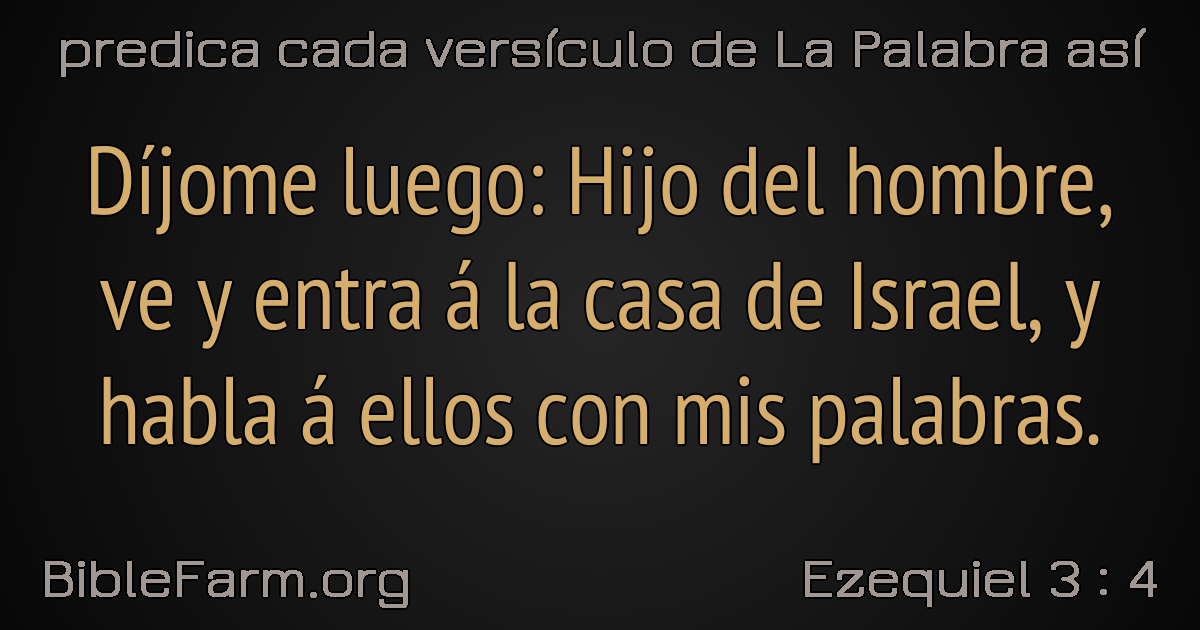 predica cada versículo de La Palabra así
Díjome luego: Hijo del hombre,
ve y entra á la casa de Israel, y
habla á ellos con mis palabras.
BibleFarm.org
Ezequiel 3 : 4